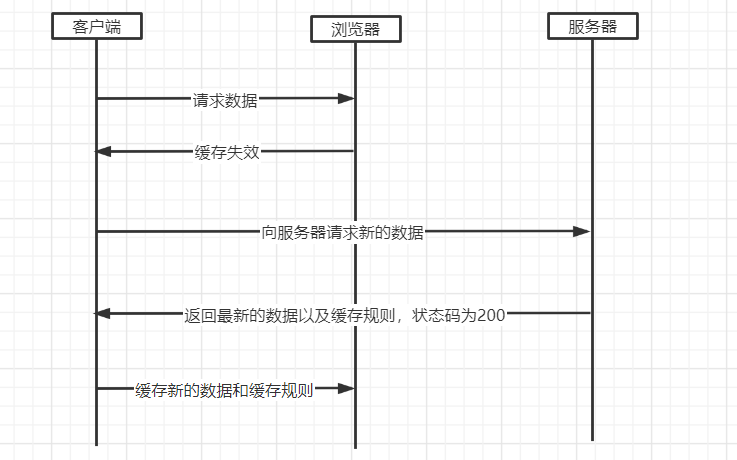 客户端
浏览器
服务器
请求数据
缓存失效
向服务器请求新的数据
返回最新的数据以及缓存规则，状态码为200
缓存新的数据和缓存规则